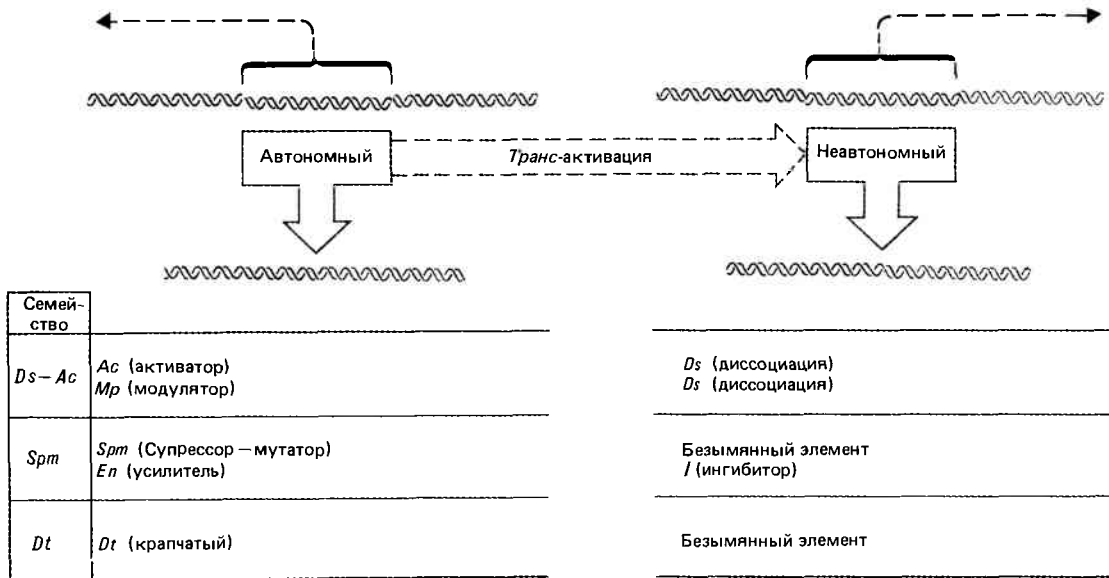 Автономный
Транс-активация
Неавтономный
Семей-
ство
Ds – Ac
Ac (активатор)
Mp (модулятор)
Ds (диссоциация)
Ds (диссоциация)
Spm
Spm (Супрессор – мутатор)
En (усилитель)
Безымянный элемент
I (ингибитор)
Dt
Dt (крапчатый)
Безымянный элемент